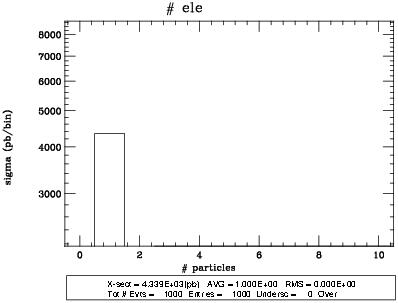 # ele
8000
7000
6000
5000
4000
3000
sigma (pb/bin)
0 2 4 6 8 10
# particles
X-sect = 4.339E+03(pb) AVG = 1.000E+00 RMS = 0.000E+00
Tot # Evts = 1000 Entries = 1000 Undersc = 0 Over